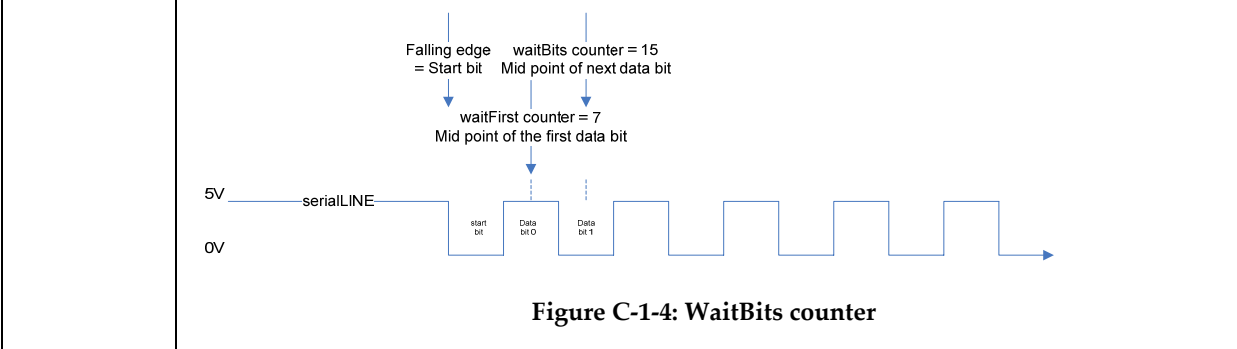 Falling edge
= Start bit
waitBits counter = 15
Mid point of next data bit
waitFirst counter = 7
Mid point of the first data bit
5V
serialLINE
start
bit
Data
bit 0
Data
bit 1
0V
Figure C-1-4: WaitBits counter